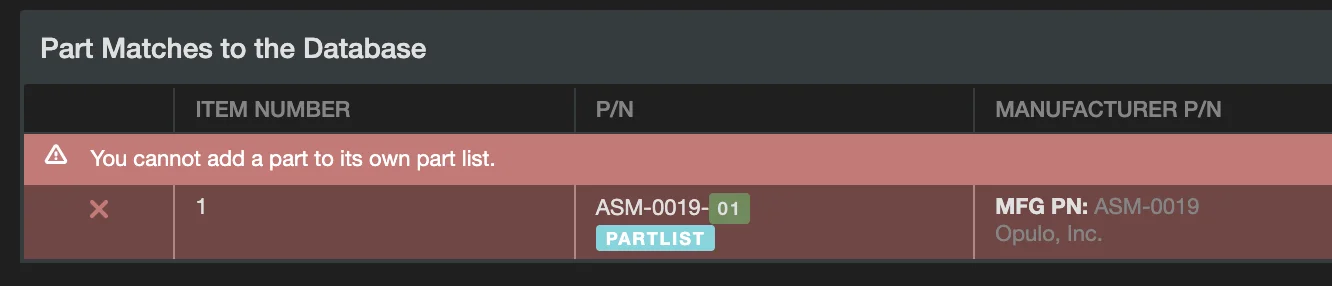 Part Matches to the Database
ITEM NUMBER P/N MANUFACTURER P/N
You cannot add a part to its own part list.
1 ASM-0019-01 MFG PN: ASM-0019
PARTLIST Opulo, Inc.